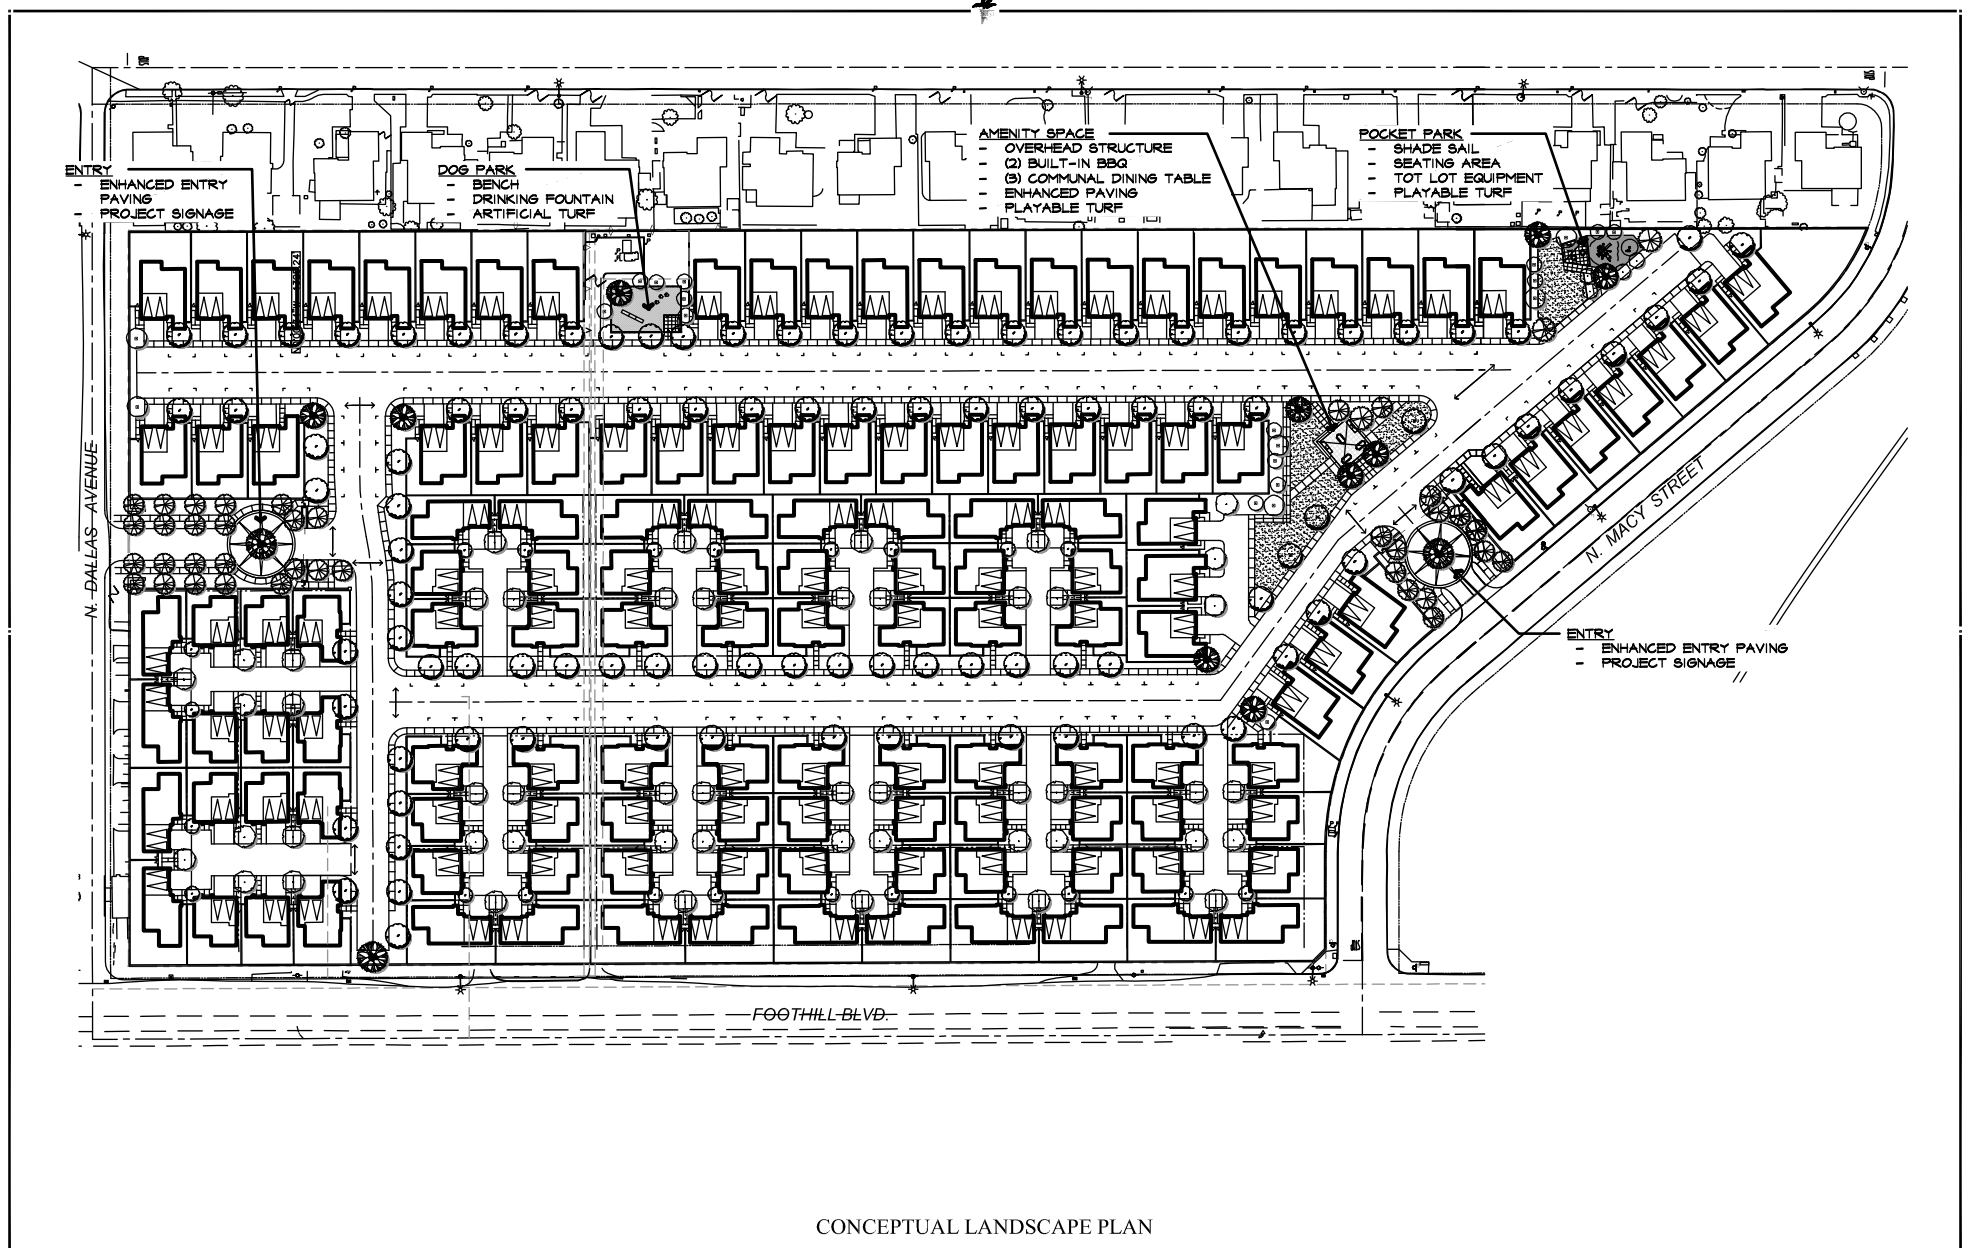 AMENITY SPACE
- OVERHEAD STRUCTURE
- (2) BUILT-IN BBQ
- (3) COMMUNAL DINING TABLE
- ENHANCED PAVING
- PLAYABLE TURF
POCKET PARK
- SHADE SAIL
- SEATING AREA
- TOT LOT EQUIPMENT
- PLAYABLE TURF
ENTRY
- ENHANCED ENTRY
PAVING
- PROJECT SIGNAGE
DOG PARK
- BENCH
- DRINKING FOUNTAIN
- ARTIFICIAL TURF
N. DALLAS AVENUE
N. MACY STREET
ENTRY
- ENHANCED ENTRY PAVING
- PROJECT SIGNAGE
FOOTHILL BLVD.
CONCEPTUAL LANDSCAPE PLAN